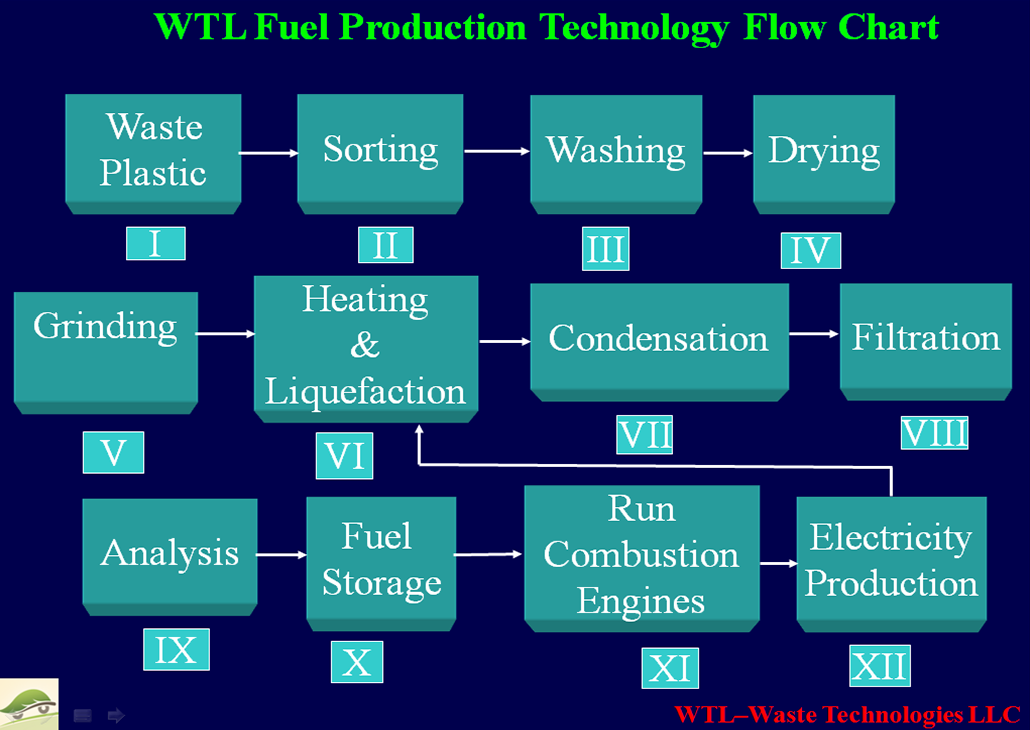 WTL Fuel Production Technology Flow Chart
Waste
Plastic
Sorting
Washing
Drying
I
II
III
IV
Grinding
Heating
&
Liquefaction
Condensation
Filtration
V
VI
VII
VIII
Analysis
Fuel
Storage
Run
Combustion
Engines
Electricity
Production
IX
X
XI
XII
WTL–Waste Technologies LLC